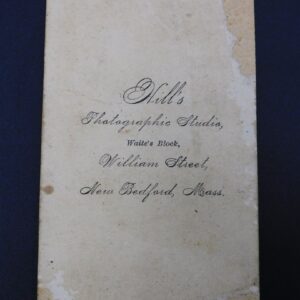 Hill's
Photographic Studio,
Waite's Block,
William Street,
New Bedford, Mass.